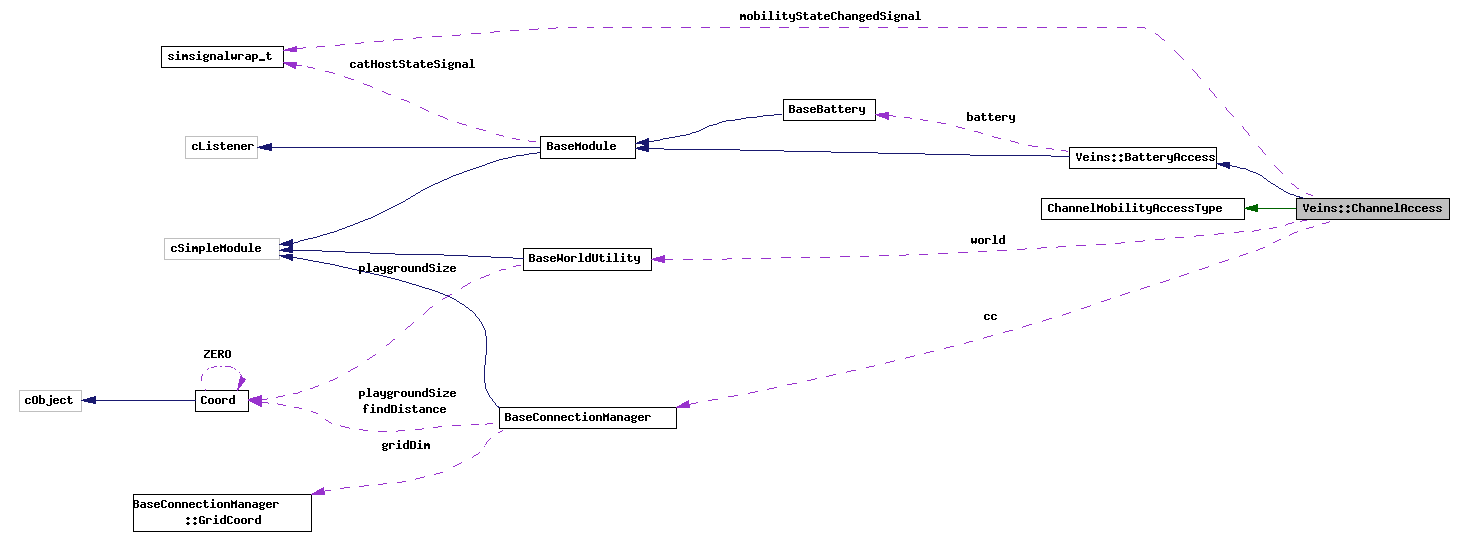 mobilityStateChangedSignal
simsignalwrap_t
catHostStateSignal
BaseBattery
battery
cListener
BaseModule
Veins::BatteryAccess
ChannelMobilityAccessType
Veins::ChannelAccess
cSimpleModule
world
BaseWorldUtility
playgroundSize
cc
ZERO
cObject
Coord
playgroundSize
findDistance
BaseConnectionManager
gridDim
BaseConnectionManager
::GridCoord